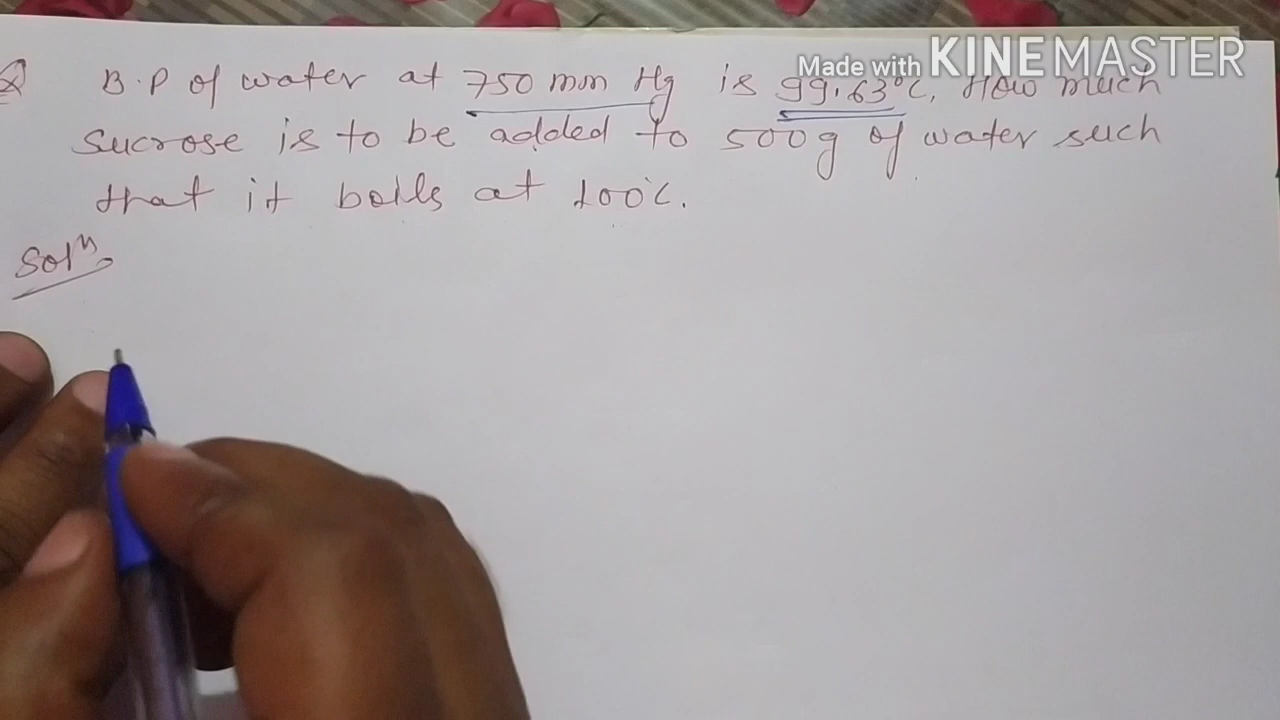 Made with KINEMASTER
Q B.P of water at 750 mm Hg is 99.63°C. How much
sucrose is to be added to 500g of water such
that it boils at 100°C.
Solⁿ